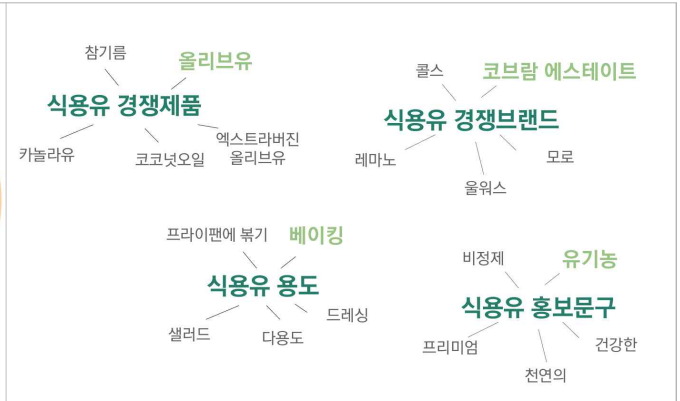 참기름
올리브유
식용유 경쟁제품
카놀라유
코코넛오일
엑스트라버진
올리브유
콜스
코브람 에스테이트
식용유 경쟁브랜드
레마노
울워스
모로
프라이팬에 볶기
베이킹
식용유 용도
샐러드
다용도
드레싱
비정제
유기농
식용유 홍보문구
프리미엄
천연의
건강한